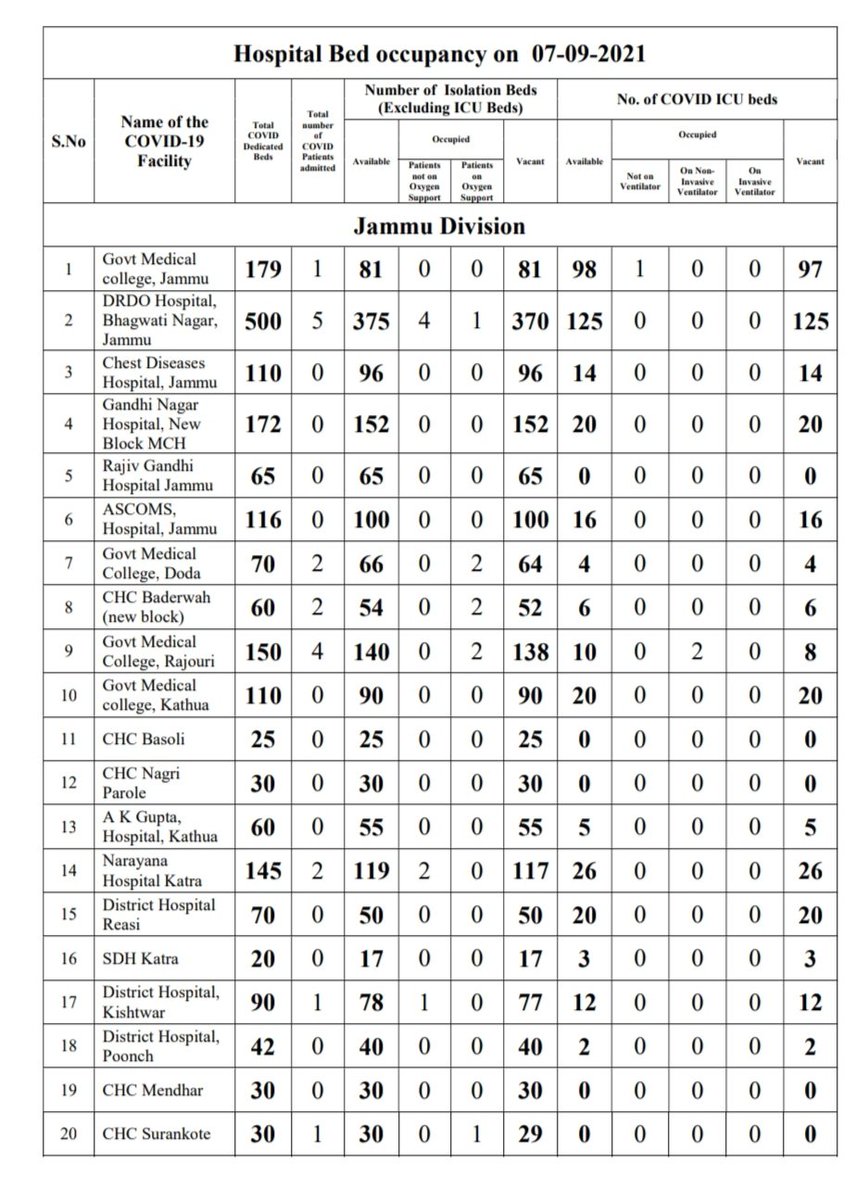 Hospital Bed occupancy on 07-09-2021
S.No
Name of the
COVID-19
Facility
Total
COVID
Dedicated
Beds
Total
number
of
COVID
Patients
admitted
Number of Isolation Beds
(Excluding ICU Beds)
No. of COVID ICU beds
Available
Occupied
Vacant
Available
Occupied
Vacant
Patients
not on
Oxygen
Support
Patients
on
Oxygen
Support
Not on
Ventilator
On Non-
Invasive
Ventilator
On
Invasive
Ventilator
Jammu Division
1 Govt Medical
college, Jammu 179 1 81 0 0 81 98 1 0 0 97
2 DRDO Hospital,
Bhagwati Nagar,
Jammu 500 5 375 4 1 370 125 0 0 0 125
3 Chest Diseases
Hospital, Jammu 110 0 96 0 0 96 14 0 0 0 14
4 Gandhi Nagar
Hospital, New
Block MCH 172 0 152 0 0 152 20 0 0 0 20
5 Rajiv Gandhi
Hospital Jammu 65 0 65 0 0 65 0 0 0 0 0
6 ASCOMS,
Hospital, Jammu 116 0 100 0 0 100 16 0 0 0 16
7 Govt Medical
College, Doda 70 2 66 0 2 64 4 0 0 0 4
8 CHC Baderwah
(new block) 60 2 54 0 2 52 6 0 0 0 6
9 Govt Medical
College, Rajouri 150 4 140 0 2 138 10 0 2 0 8
10 Govt Medical
college, Kathua 110 0 90 0 0 90 20 0 0 0 20
11 CHC Basoli 25 0 25 0 0 25 0 0 0 0 0
12 CHC Nagri
Parole 30 0 30 0 0 30 0 0 0 0 0
13 A K Gupta,
Hospital, Kathua 60 0 55 0 0 55 5 0 0 0 5
14 Narayana
Hospital Katra 145 2 119 2 0 117 26 0 0 0 26
15 District Hospital
Reasi 70 0 50 0 0 50 20 0 0 0 20
16 SDH Katra 20 0 17 0 0 17 3 0 0 0 3
17 District Hospital,
Kishtwar 90 1 78 1 0 77 12 0 0 0 12
18 District Hospital,
Poonch 42 0 40 0 0 40 2 0 0 0 2
19 CHC Mendhar 30 0 30 0 0 30 0 0 0 0 0
20 CHC Surankote 30 1 30 0 1 29 0 0 0 0 0